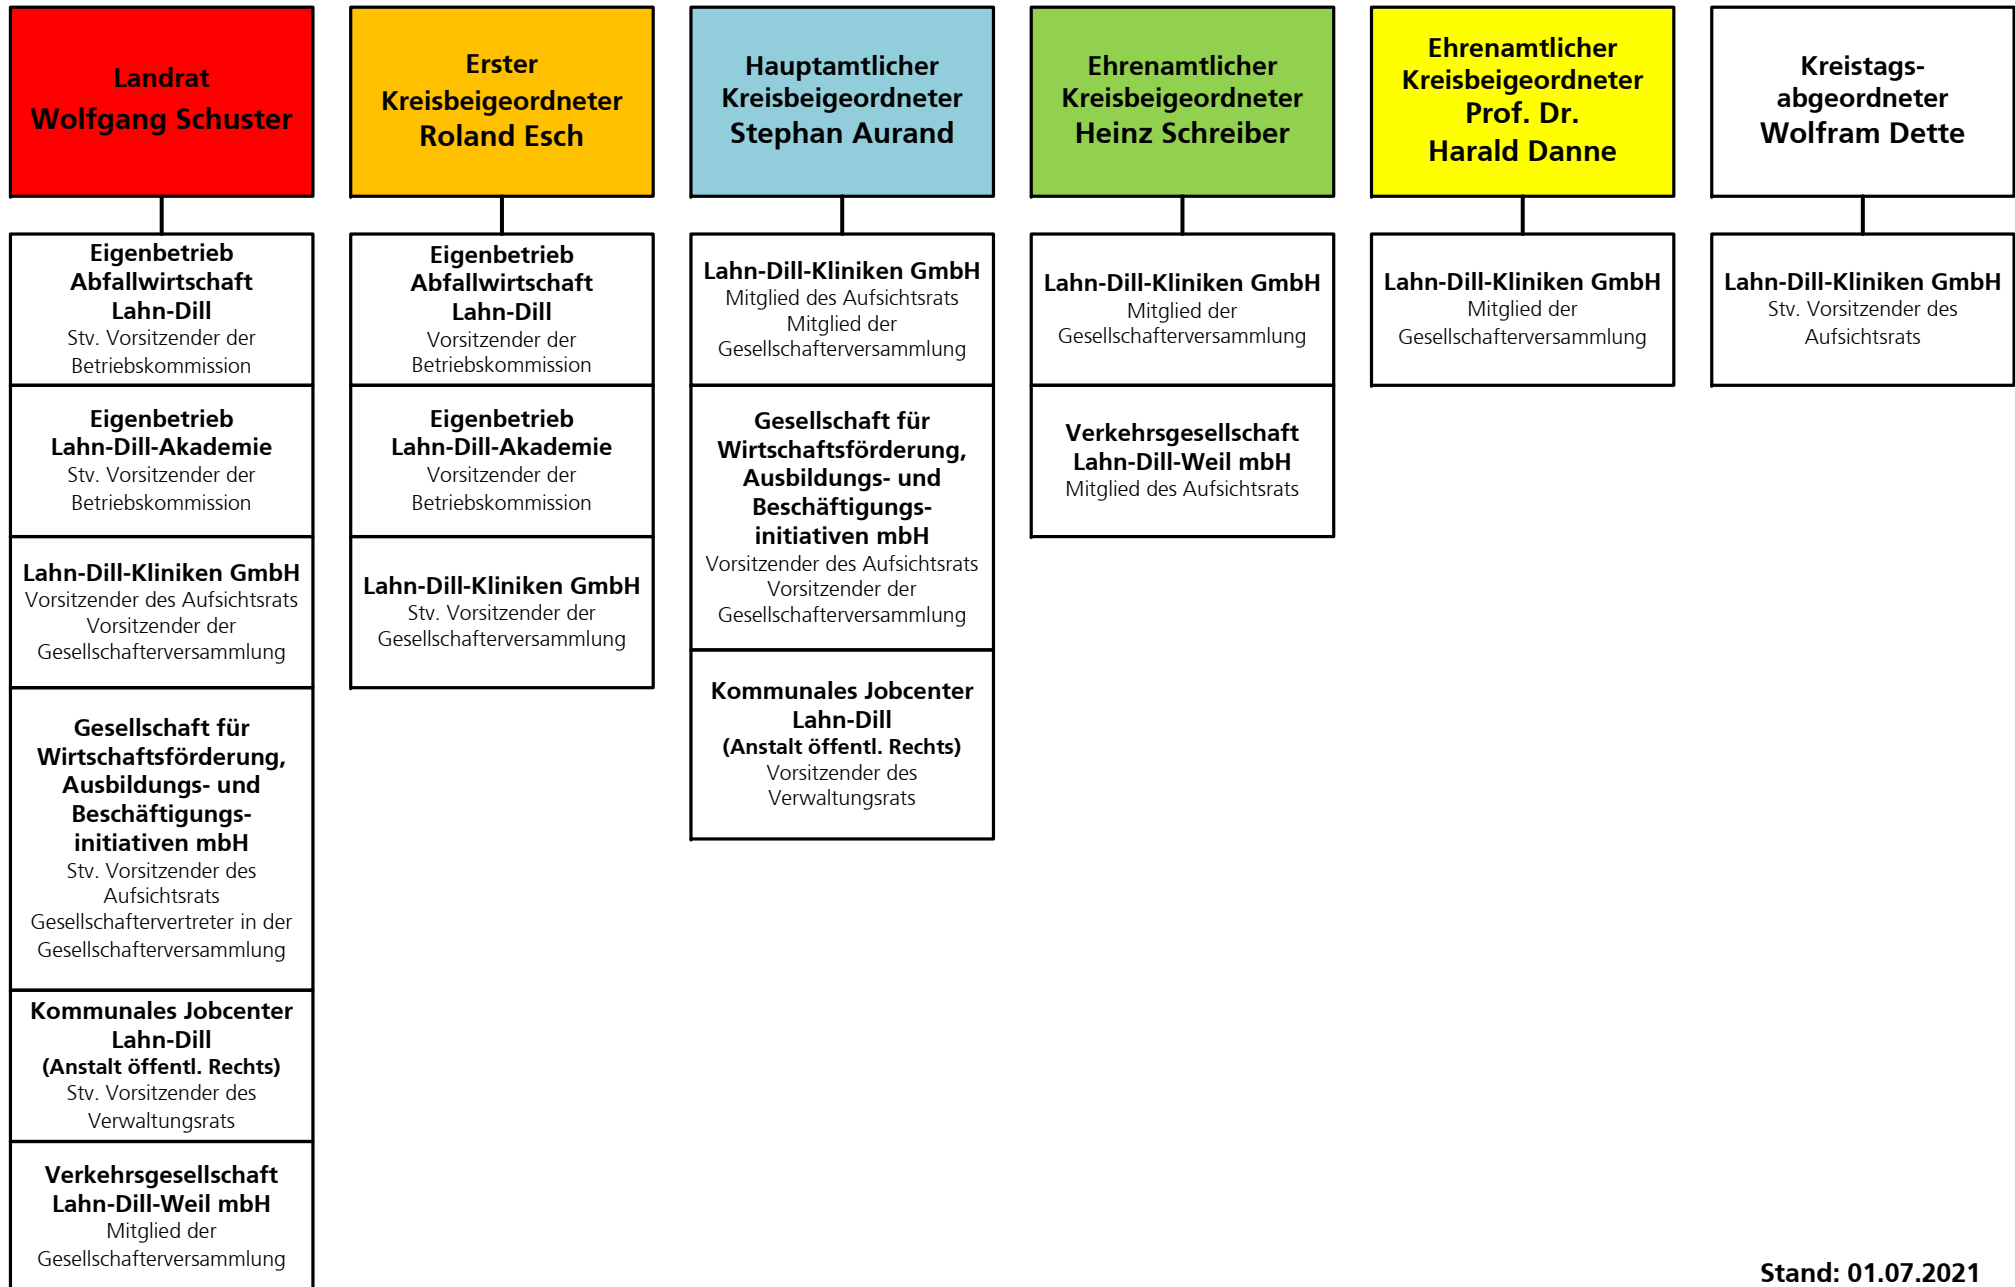 Landrat
Wolfgang Schuster
Eigenbetrieb
Abfallwirtschaft
Lahn-Dill
Stv. Vorsitzender der
Betriebskommission
Eigenbetrieb
Lahn-Dill-Akademie
Stv. Vorsitzender der
Betriebskommission
Lahn-Dill-Kliniken GmbH
Vorsitzender des Aufsichtsrats
Vorsitzender der
Gesellschafterversammlung
Gesellschaft für
Wirtschaftsförderung,
Ausbildungs- und
Beschäftigungs-
initiativen mbH
Stv. Vorsitzender des
Aufsichtsrats
Gesellschaftervertreter in der
Gesellschafterversammlung
Kommunales Jobcenter
Lahn-Dill
(Anstalt öffentl. Rechts)
Stv. Vorsitzender des
Verwaltungsrats
Verkehrsgesellschaft
Lahn-Dill-Weil mbH
Mitglied der
Gesellschafterversammlung
Erster
Kreisbeigeordneter
Roland Esch
Eigenbetrieb
Abfallwirtschaft
Lahn-Dill
Vorsitzender der
Betriebskommission
Eigenbetrieb
Lahn-Dill-Akademie
Vorsitzender der
Betriebskommission
Lahn-Dill-Kliniken GmbH
Stv. Vorsitzender der
Gesellschafterversammlung
Hauptamtlicher
Kreisbeigeordneter
Stephan Aurand
Lahn-Dill-Kliniken GmbH
Mitglied des Aufsichtsrats
Mitglied der
Gesellschafterversammlung
Gesellschaft für
Wirtschaftsförderung,
Ausbildungs- und
Beschäftigungs-
initiativen mbH
Vorsitzender des Aufsichtsrats
Vorsitzender der
Gesellschafterversammlung
Kommunales Jobcenter
Lahn-Dill
(Anstalt öffentl. Rechts)
Vorsitzender des
Verwaltungsrats
Ehrenamtlicher
Kreisbeigeordneter
Heinz Schreiber
Lahn-Dill-Kliniken GmbH
Mitglied der
Gesellschafterversammlung
Verkehrsgesellschaft
Lahn-Dill-Weil mbH
Mitglied des Aufsichtsrats
Ehrenamtlicher
Kreisbeigeordneter
Prof. Dr.
Harald Danne
Lahn-Dill-Kliniken GmbH
Mitglied der
Gesellschafterversammlung
Kreistags-
abgeordneter
Wolfram Dette
Lahn-Dill-Kliniken GmbH
Stv. Vorsitzender des
Aufsichtsrats
Stand: 01.07.2021